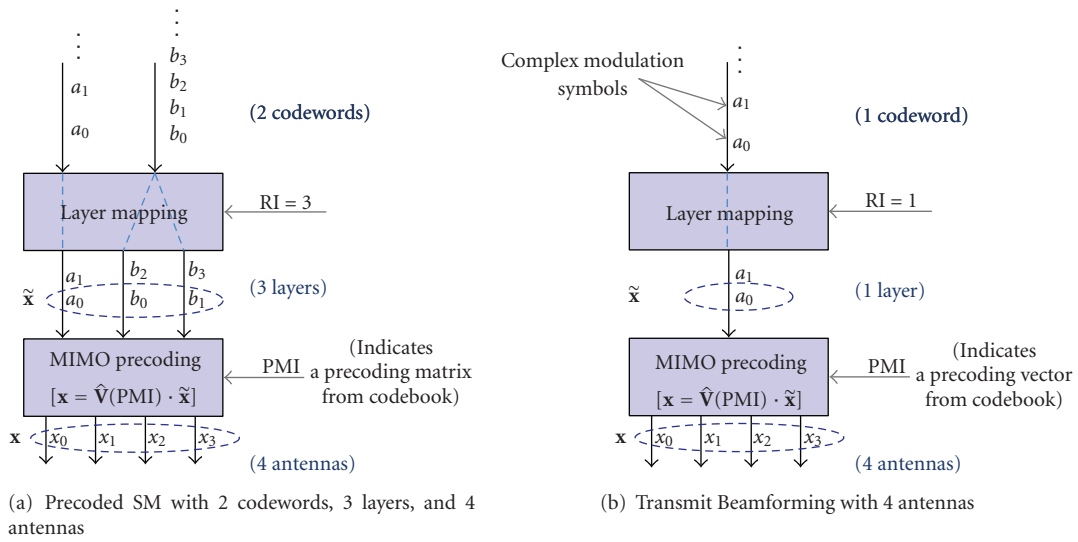 ⋮
a1
a0
⋮
b3
b2
b1
b0
(2 codewords)
Layer mapping
RI = 3
x̃
a1
a0
b2
b0
b3
b1
(3 layers)
MIMO precoding
[x = V̂(PMI) · x̃]
PMI
(Indicates
a precoding matrix
from codebook)
x
x0
x1
x2
x3
(4 antennas)
(a) Precoded SM with 2 codewords, 3 layers, and 4
antennas
Complex modulation
symbols
⋮
a1
a0
(1 codeword)
Layer mapping
RI = 1
x̃
a1
a0
(1 layer)
MIMO precoding
[x = V̂(PMI) · x̃]
PMI
(Indicates
a precoding vector
from codebook)
x
x0
x1
x2
x3
(4 antennas)
(b) Transmit Beamforming with 4 antennas